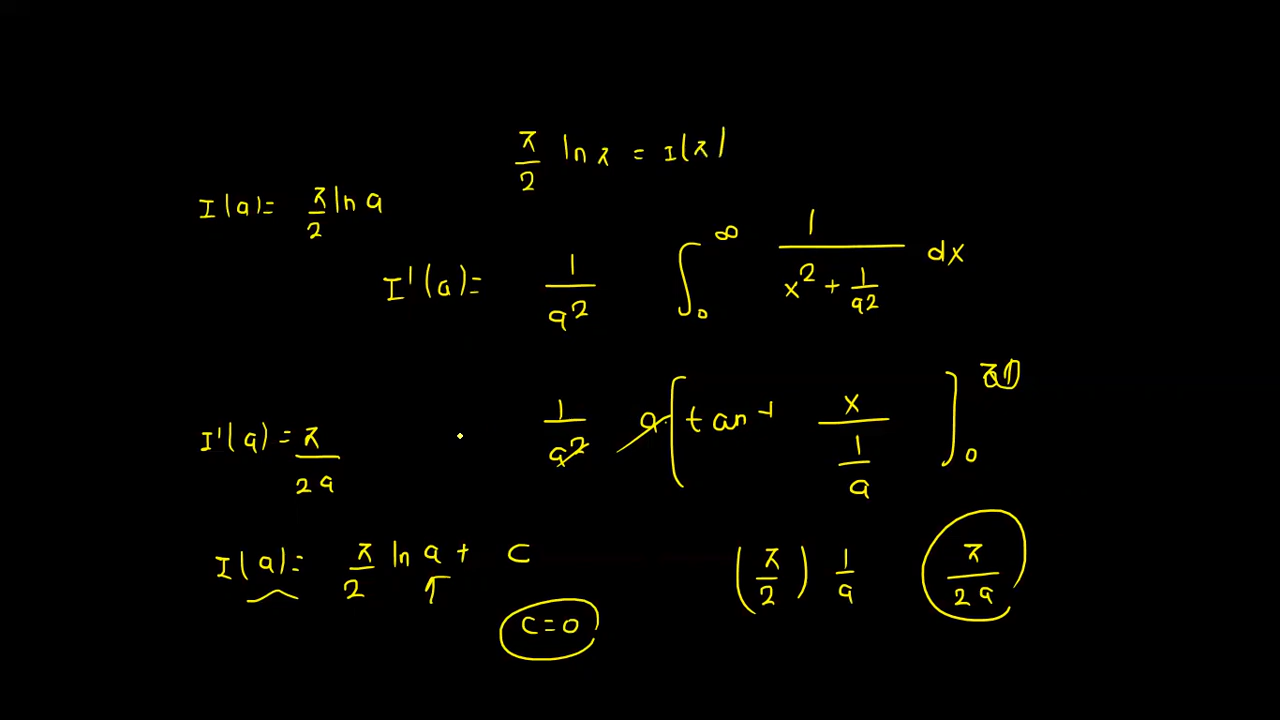 π/2 ln π = I(π)
I(a) = π/2 ln a
I'(a) = 1/a² ∫₀^∞ 1/(x² + 1/a²) dx
1/a² a [tan⁻¹ x/(1/a)]₀
I'(a) = π/2a
I(a) = π/2 ln a + C
(π/2) 1/a π/2a
C = 0